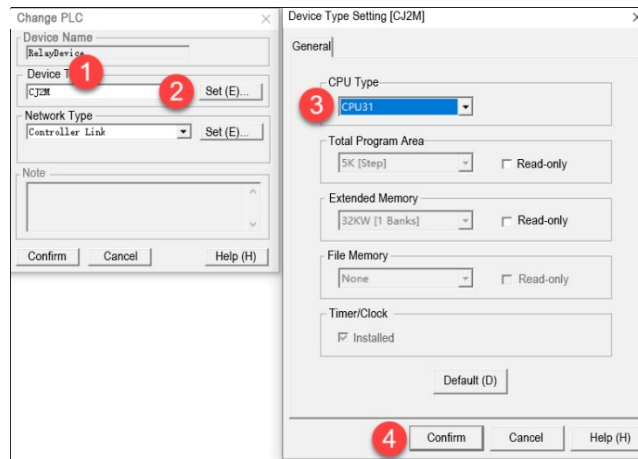 Change PLC
Device Name
RelayDevice
Device T
1
CJ2M
2
Set (E)...
Network Type
Controller Link
Set (E)...
Note
Confirm
Cancel
Help (H)
Device Type Setting [CJ2M]
General
CPU Type
3
CPU31
Total Program Area
5K [Step]
Read-only
Extended Memory
32KW [1 Banks]
Read-only
File Memory
None
Read-only
Timer/Clock
Installed
Default (D)
4
Confirm
Cancel
Help (H)